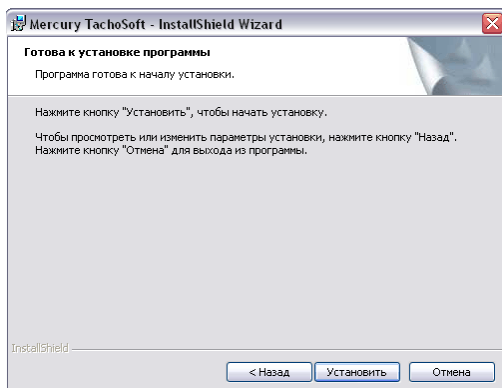 Mercury TachoSoft - InstallShield Wizard
Готова к установке программы
Программа готова к началу установки.
Нажмите кнопку "Установить", чтобы начать установку.
Чтобы просмотреть или изменить параметры установки, нажмите кнопку "Назад".
Нажмите кнопку "Отмена" для выхода из программы.
InstallShield
< Назад Установить Отмена